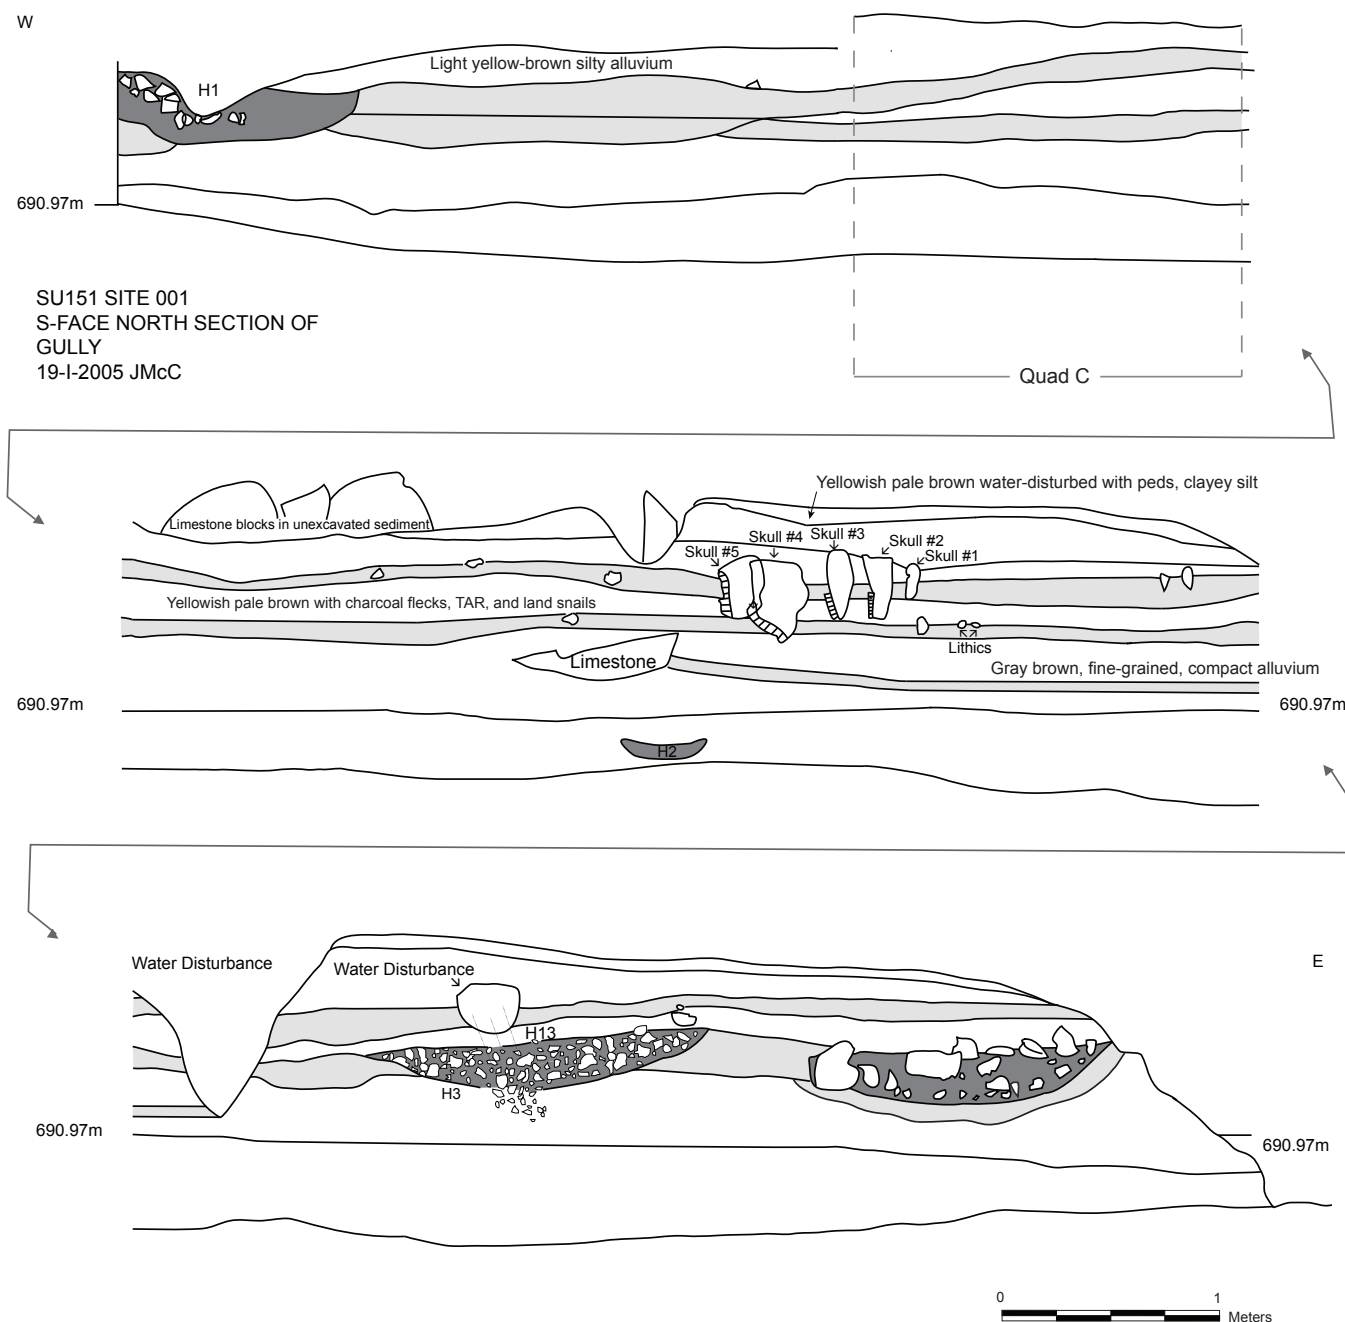 W
Light yellow-brown silty alluvium
H1
690.97m
SU151 SITE 001
S-FACE NORTH SECTION OF
GULLY
19-I-2005 JMcC
Quad C
Yellowish pale brown water-disturbed with peds, clayey silt
Limestone blocks in unexcavated sediment
Skull #5
Skull #4
Skull #3
Skull #2
Skull #1
Yellowish pale brown with charcoal flecks, TAR, and land snails
Lithics
Limestone
Gray brown, fine-grained, compact alluvium
690.97m
690.97m
H2
Water Disturbance
Water Disturbance
E
H13
H3
690.97m
690.97m
0 1
Meters